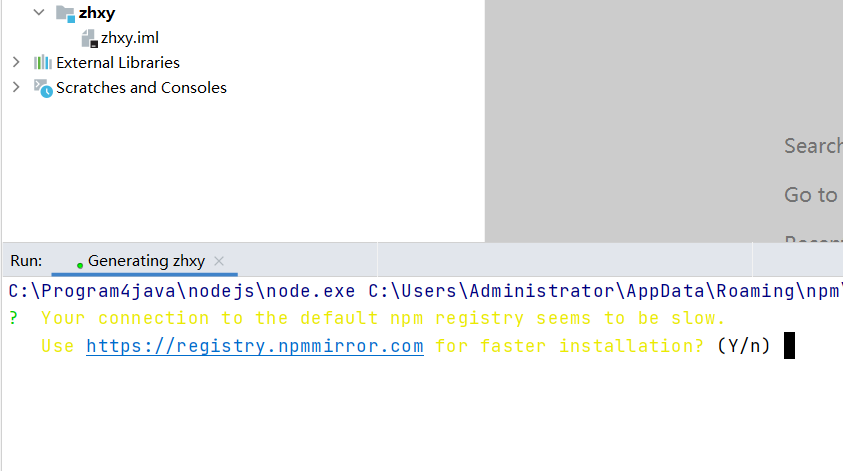 zhxy
zhxy.iml
External Libraries
Scratches and Consoles
Search
Go to
Run: Generating zhxy
C:\Program4java\nodejs\node.exe C:\Users\Administrator\AppData\Roaming\npm\
? Your connection to the default npm registry seems to be slow.
Use https://registry.npmmirror.com for faster installation? (Y/n)